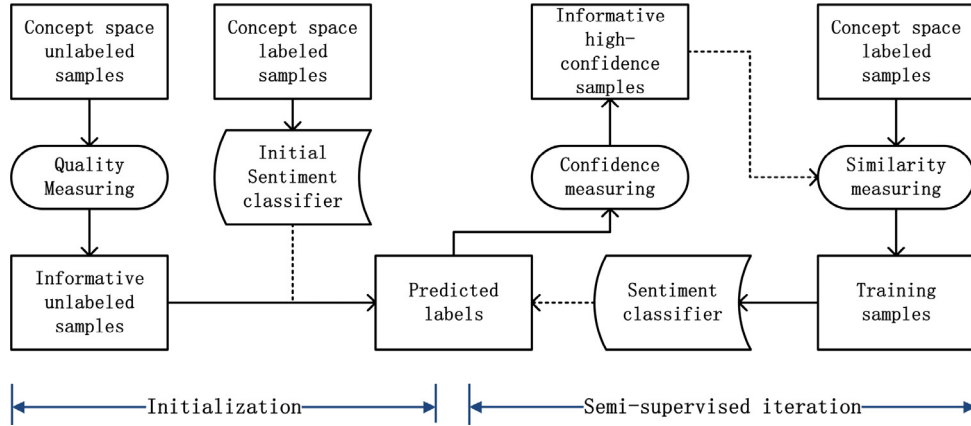 Concept space
unlabeled
samples
Concept space
labeled
samples
Informative
high-
confidence
samples
Concept space
labeled
samples
Quality
Measuring
Initial
Sentiment
classifier
Confidence
measuring
Similarity
measuring
Informative
unlabeled
samples
Predicted
labels
Sentiment
classifier
Training
samples
Initialization
Semi-supervised iteration